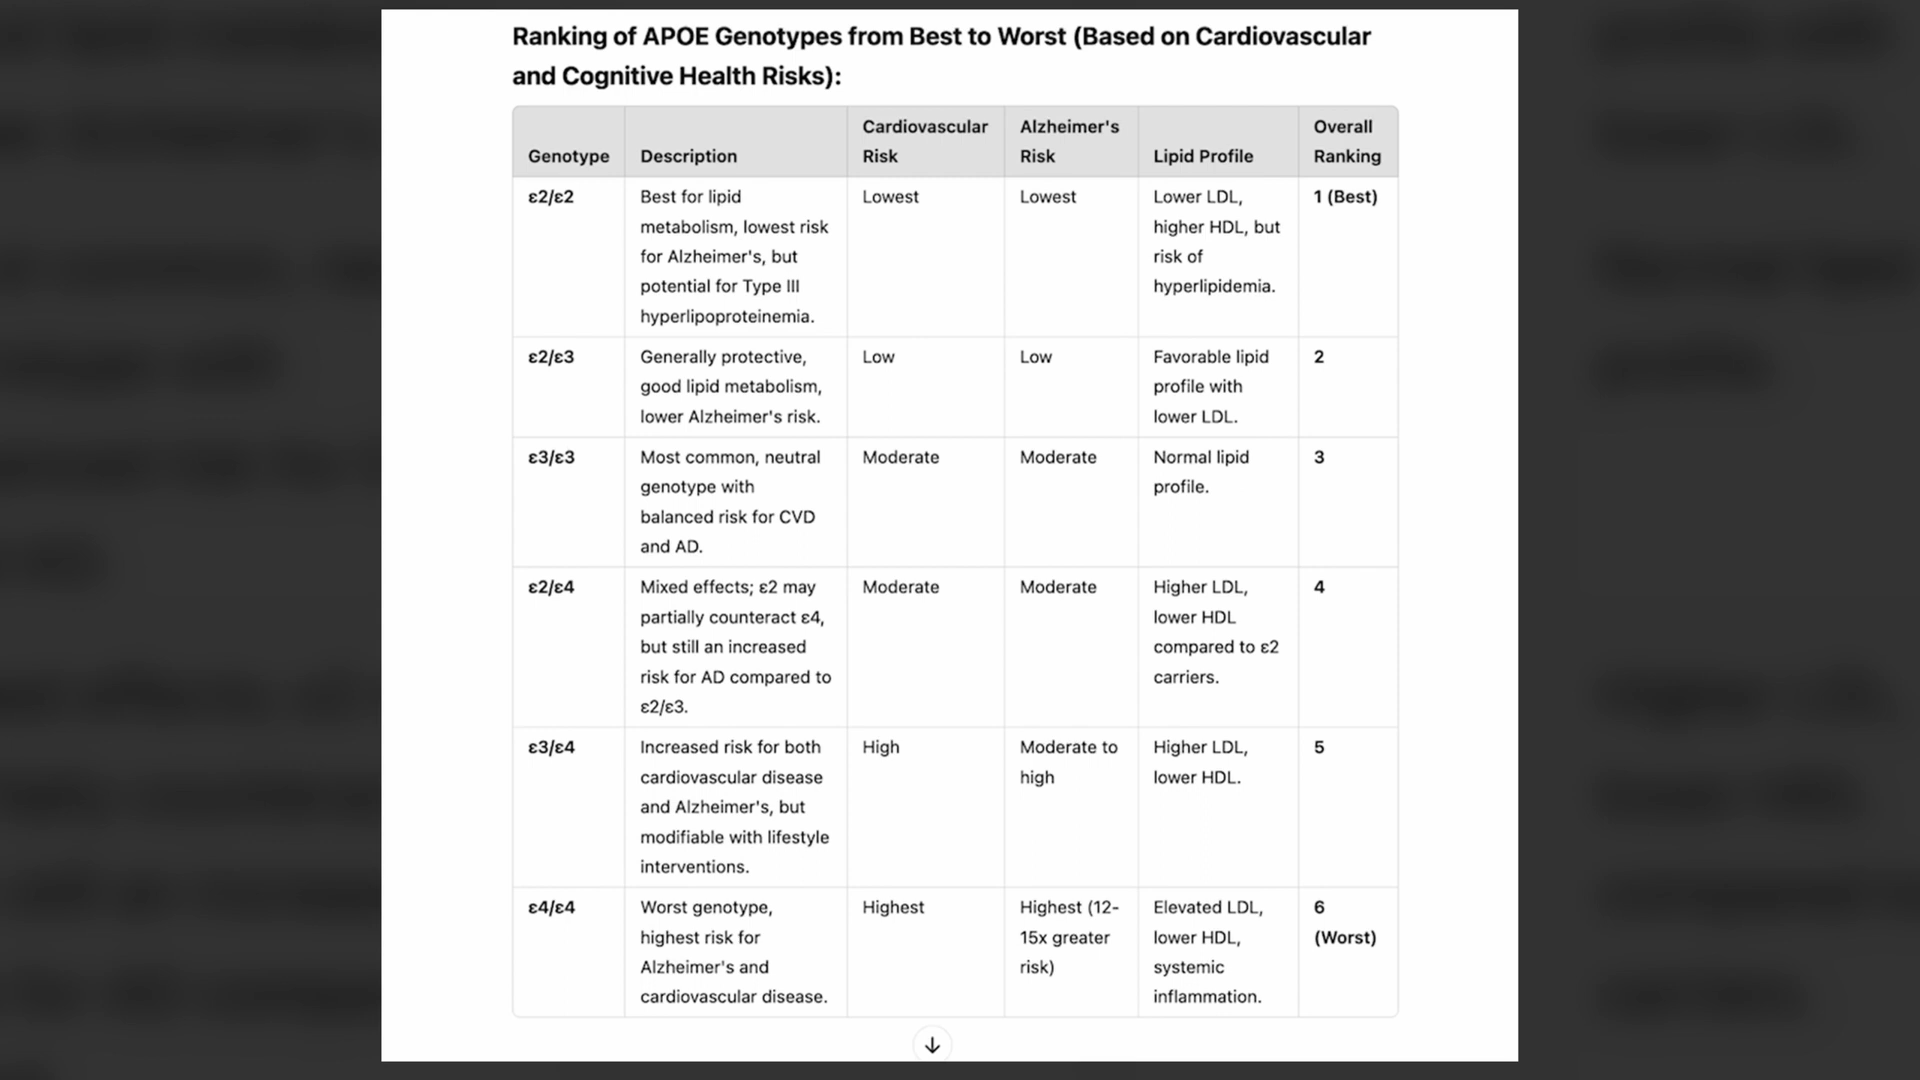 Ranking of APOE Genotypes from Best to Worst (Based on Cardiovascular
and Cognitive Health Risks):
Genotype
Description
Cardiovascular
Risk
Alzheimer's
Risk
Lipid Profile
Overall
Ranking
ε2/ε2
Best for lipid
metabolism, lowest risk
for Alzheimer's, but
potential for Type III
hyperlipoproteinemia.
Lowest
Lowest
Lower LDL,
higher HDL, but
risk of
hyperlipidemia.
1 (Best)
ε2/ε3
Generally protective,
good lipid metabolism,
lower Alzheimer's risk.
Low
Low
Favorable lipid
profile with
lower LDL.
2
ε3/ε3
Most common, neutral
genotype with
balanced risk for CVD
and AD.
Moderate
Moderate
Normal lipid
profile.
3
ε2/ε4
Mixed effects; ε2 may
partially counteract ε4,
but still an increased
risk for AD compared to
ε2/ε3.
Moderate
Moderate
Higher LDL,
lower HDL
compared to ε2
carriers.
4
ε3/ε4
Increased risk for both
cardiovascular disease
and Alzheimer's, but
modifiable with lifestyle
interventions.
High
Moderate to
high
Higher LDL,
lower HDL.
5
ε4/ε4
Worst genotype,
highest risk for
Alzheimer's and
cardiovascular disease.
Highest
Highest (12-
15x greater
risk)
Elevated LDL,
lower HDL,
systemic
inflammation.
6
(Worst)